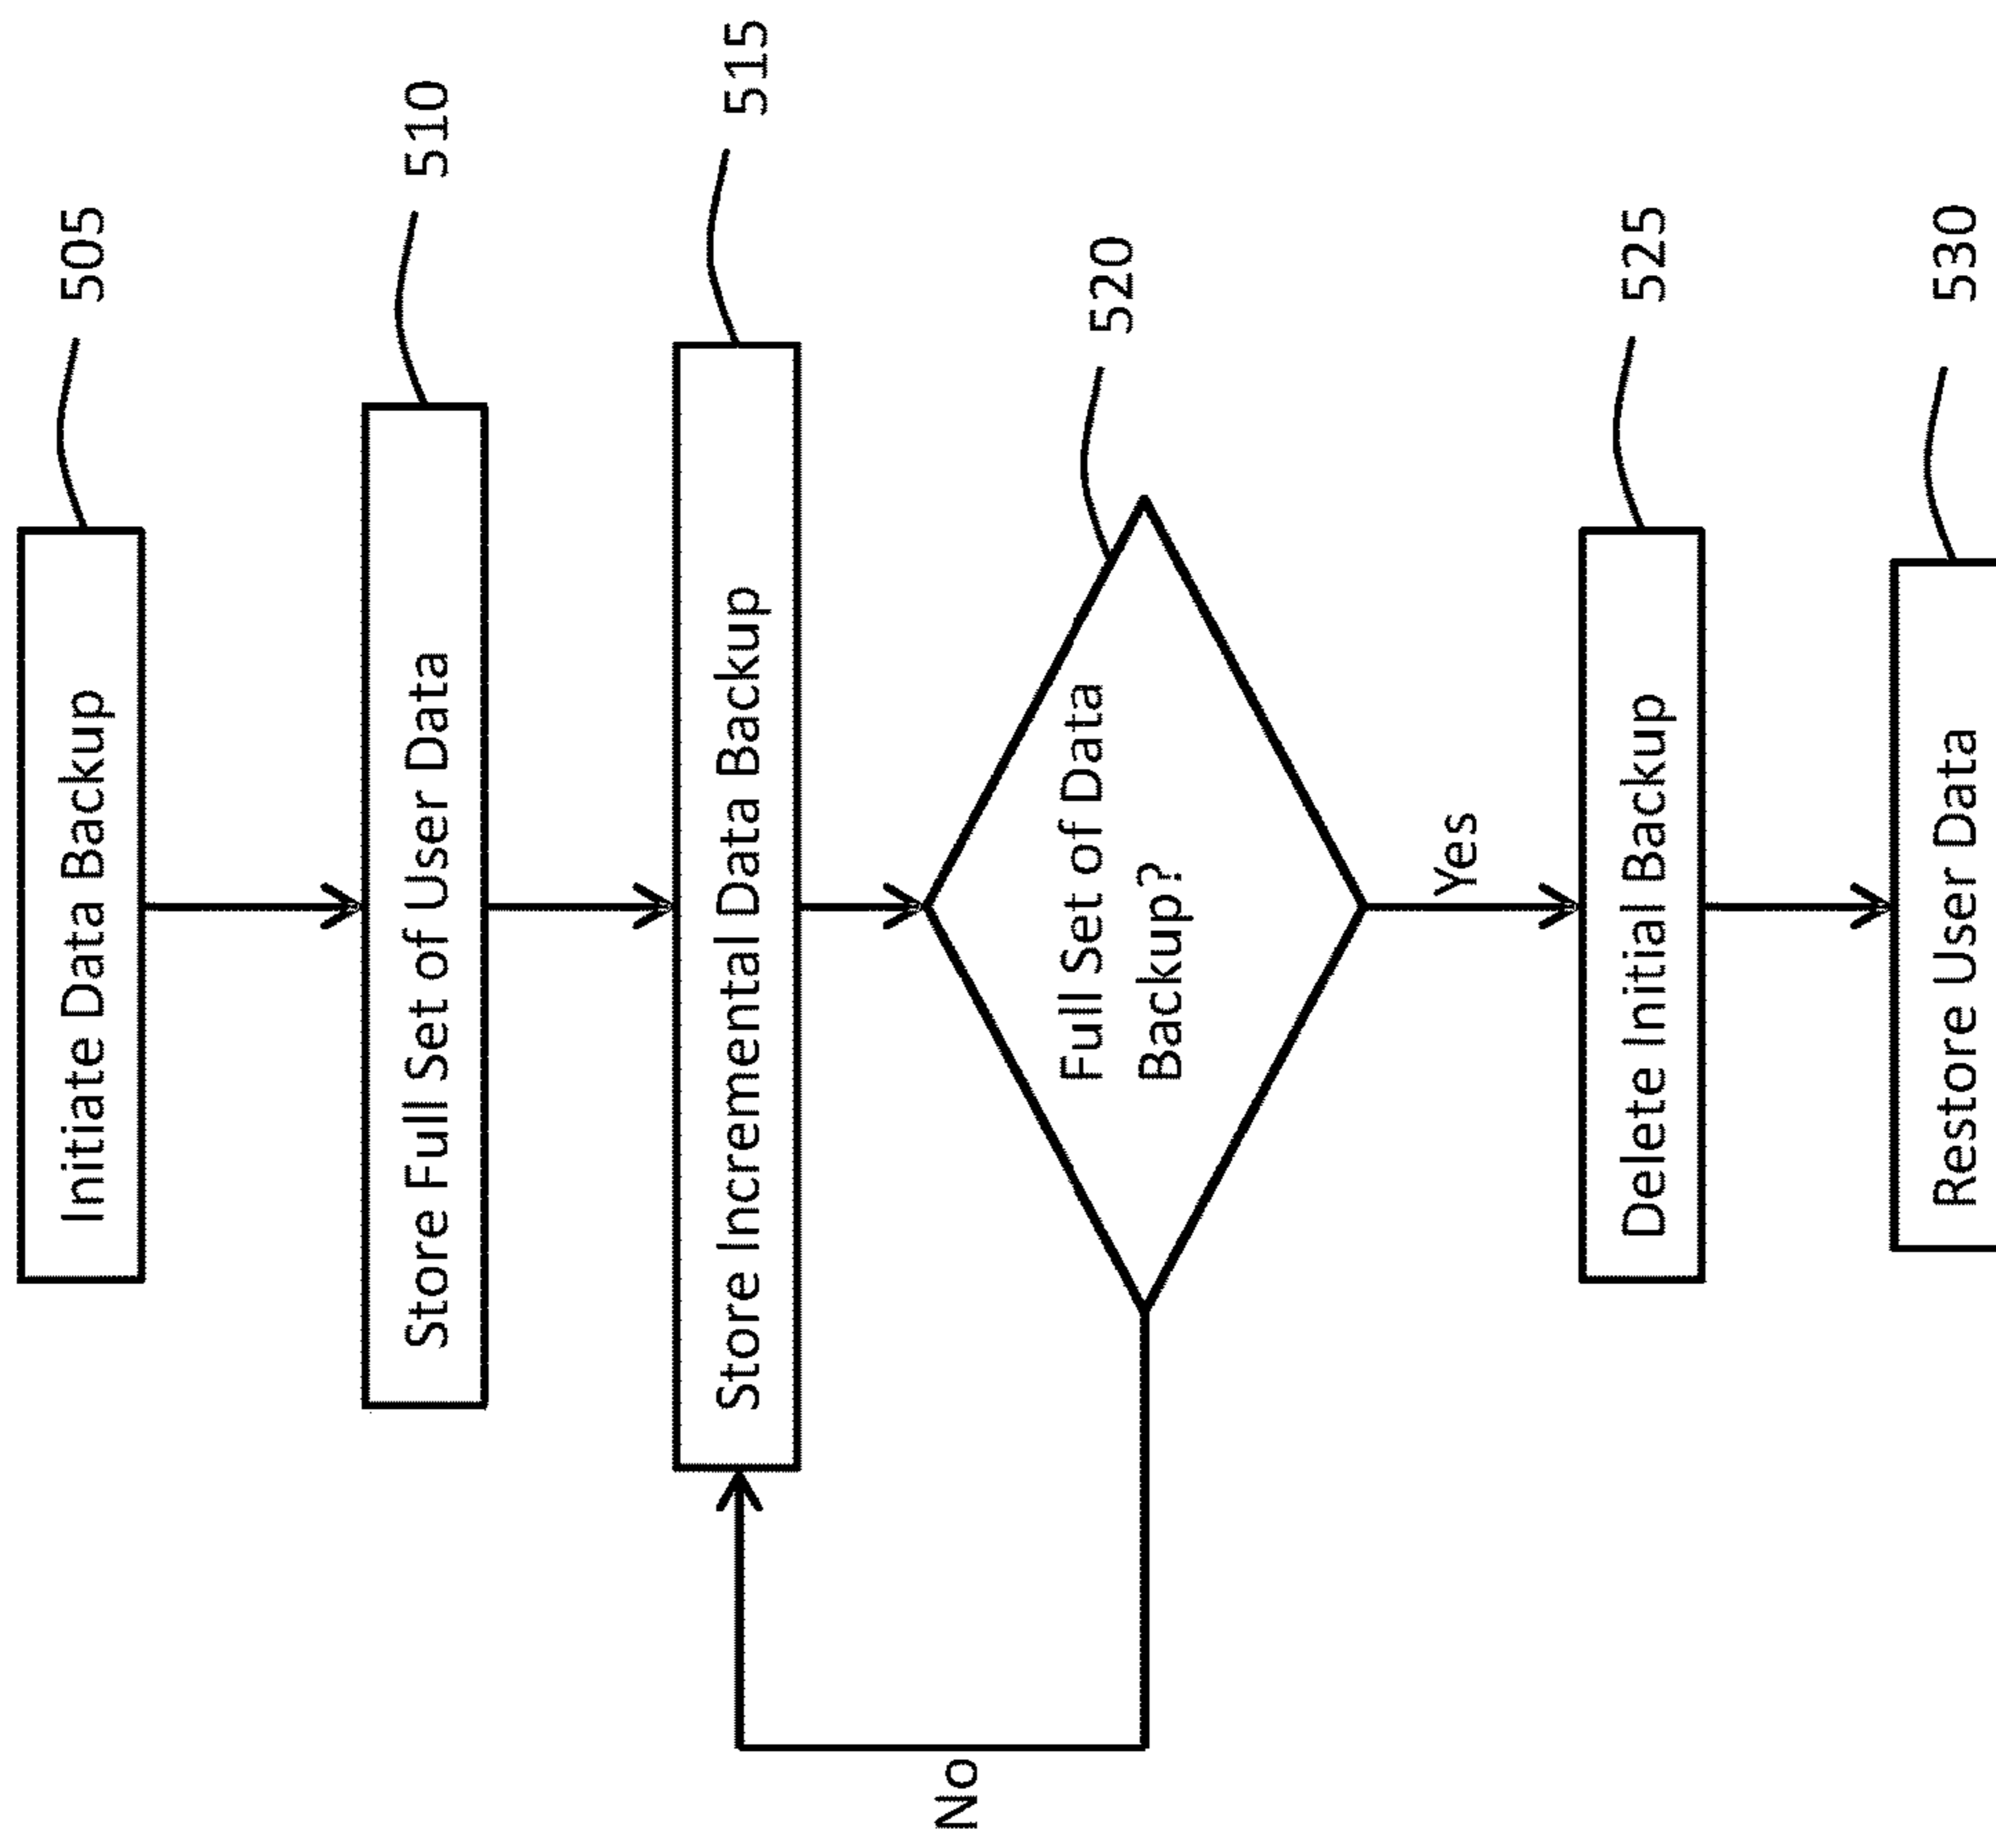 Initiate Data Backup
505
Store Full Set of User Data
510
Store Incremental Data Backup
515
Full Set of Data
Backup?
520
No
Yes
Delete Initial Backup
525
Restore User Data
530